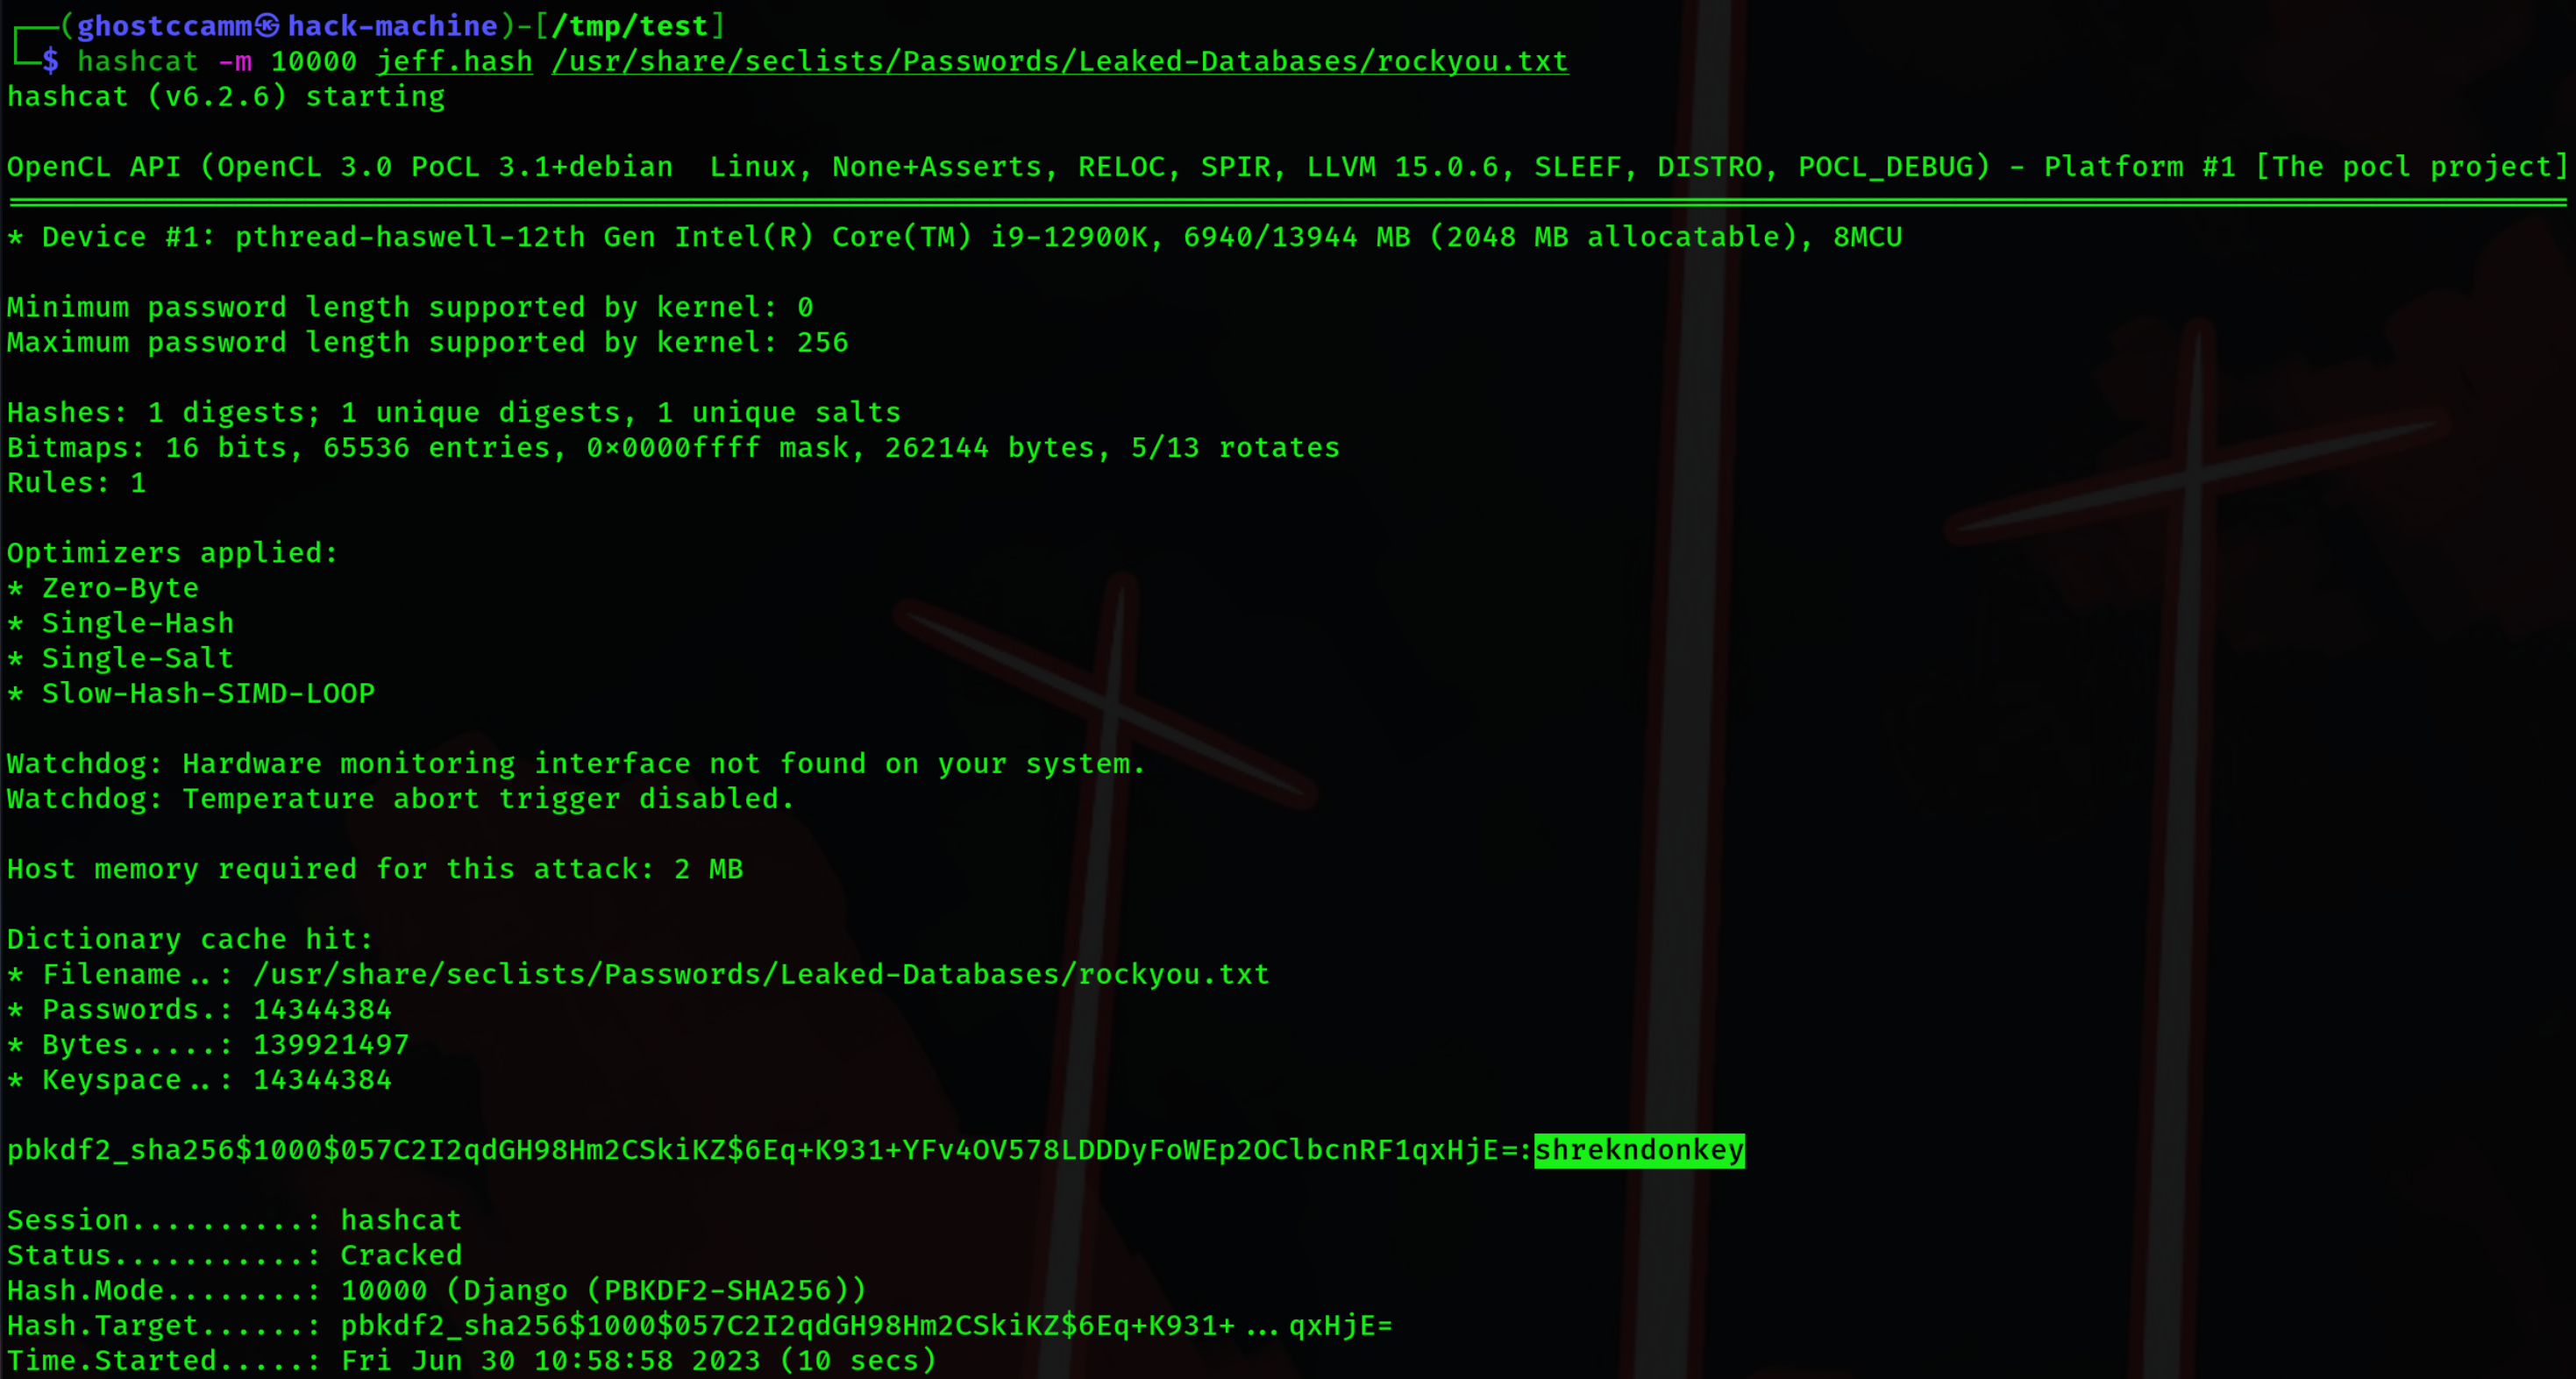 ┌──(ghostccamm㉿hack-machine)-[/tmp/test]
└─$ hashcat -m 10000 jeff.hash /usr/share/seclists/Passwords/Leaked-Databases/rockyou.txt
hashcat (v6.2.6) starting
OpenCL API (OpenCL 3.0 PoCL 3.1+debian  Linux, None+Asserts, RELOC, SPIR, LLVM 15.0.6, SLEEF, DISTRO, POCL_DEBUG) - Platform #1 [The pocl project]
* Device #1: pthread-haswell-12th Gen Intel(R) Core(TM) i9-12900K, 6940/13944 MB (2048 MB allocatable), 8MCU
Minimum password length supported by kernel: 0
Maximum password length supported by kernel: 256
Hashes: 1 digests; 1 unique digests, 1 unique salts
Bitmaps: 16 bits, 65536 entries, 0×0000ffff mask, 262144 bytes, 5/13 rotates
Rules: 1
Optimizers applied:
* Zero-Byte
* Single-Hash
* Single-Salt
* Slow-Hash-SIMD-LOOP
Watchdog: Hardware monitoring interface not found on your system.
Watchdog: Temperature abort trigger disabled.
Host memory required for this attack: 2 MB
Dictionary cache hit:
* Filename..: /usr/share/seclists/Passwords/Leaked-Databases/rockyou.txt
* Passwords.: 14344384
* Bytes.....: 139921497
* Keyspace..: 14344384
pbkdf2_sha256$1000$057C2I2qdGH98Hm2CSkiKZ$6Eq+K931+YFv4OV578LDDDyFoWEp2OClbcnRF1qxHjE=:shrekndonkey
Session..........: hashcat
Status...........: Cracked
Hash.Mode........: 10000 (Django (PBKDF2-SHA256))
Hash.Target......: pbkdf2_sha256$1000$057C2I2qdGH98Hm2CSkiKZ$6Eq+K931+...qxHjE=
Time.Started.....: Fri Jun 30 10:58:58 2023 (10 secs)